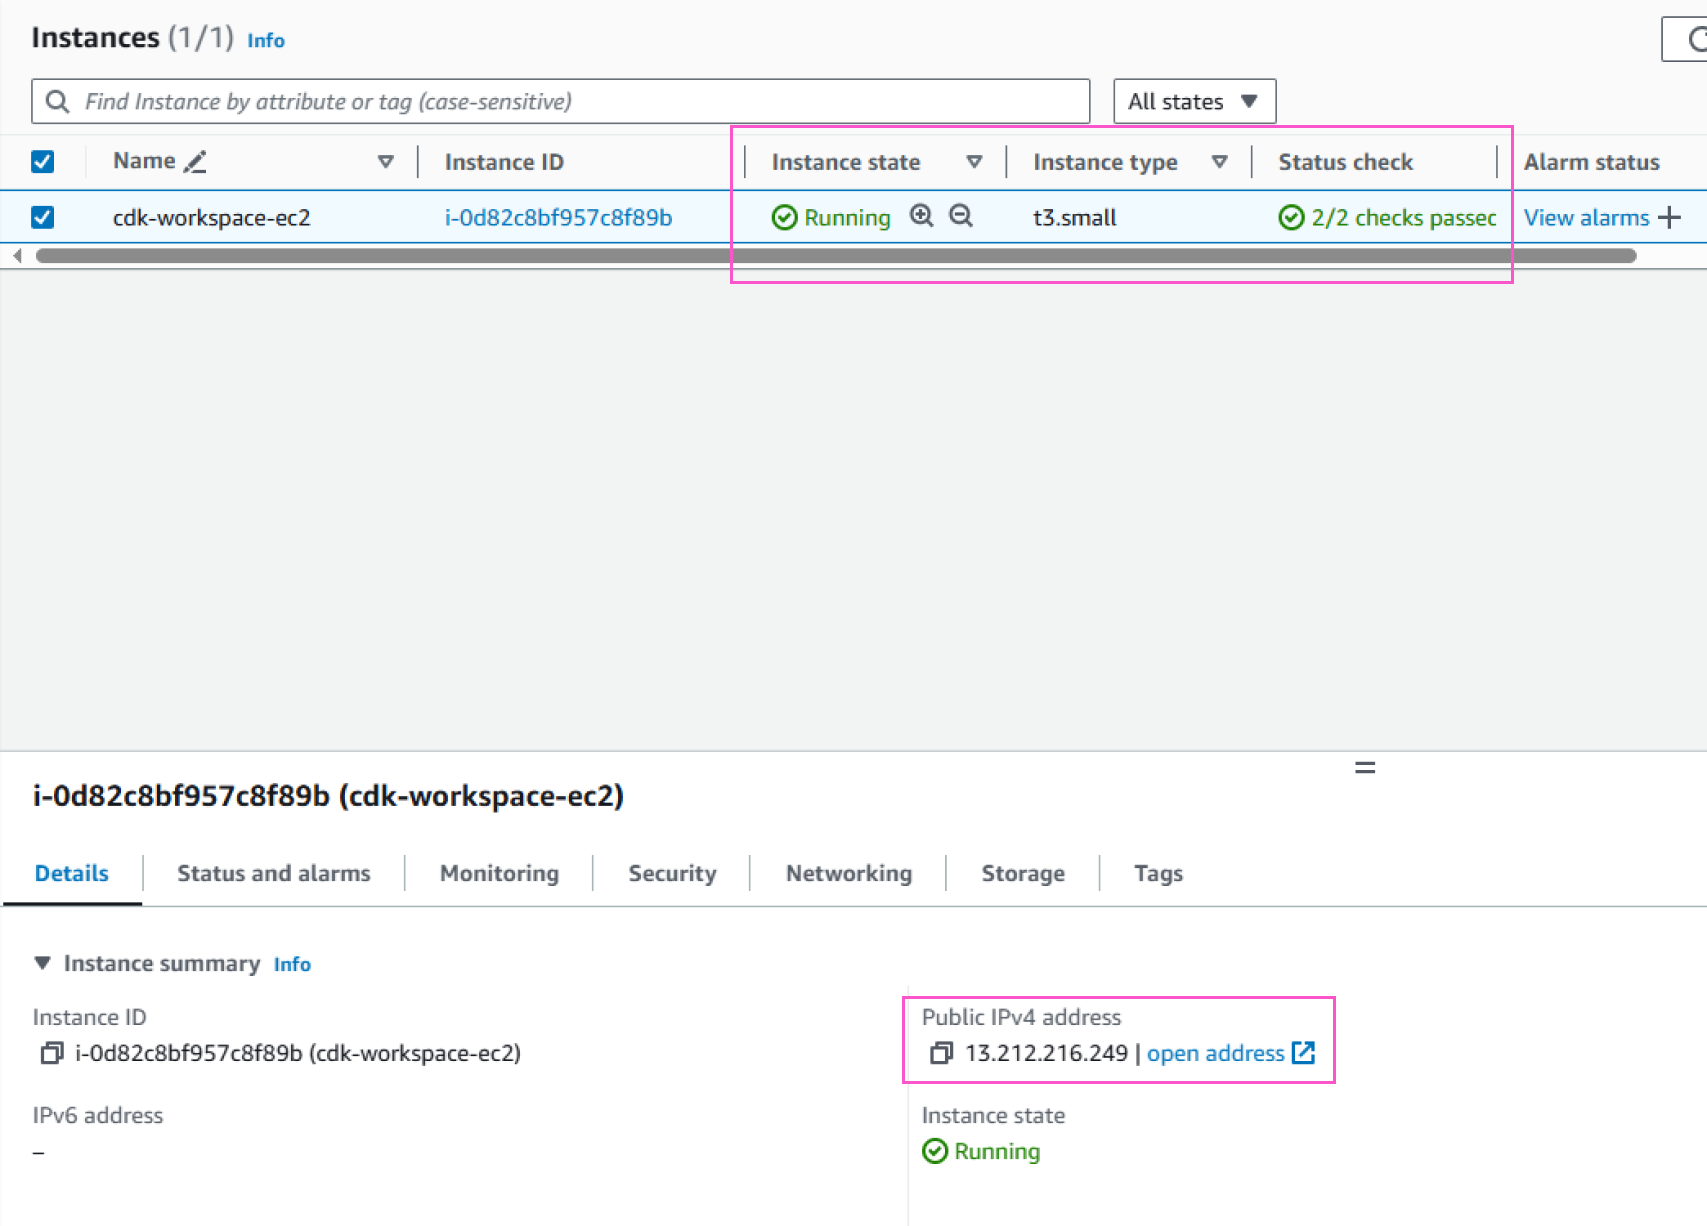 Instances (1/1) Info
Find Instance by attribute or tag (case-sensitive)
All states
Name Instance ID Instance state Instance type Status check Alarm status
cdk-workspace-ec2 i-0d82c8bf957c8f89b Running t3.small 2/2 checks passec View alarms
i-0d82c8bf957c8f89b (cdk-workspace-ec2)
Details Status and alarms Monitoring Security Networking Storage Tags
Instance summary Info
Instance ID
i-0d82c8bf957c8f89b (cdk-workspace-ec2)
Public IPv4 address
13.212.216.249 | open address
IPv6 address
–
Instance state
Running